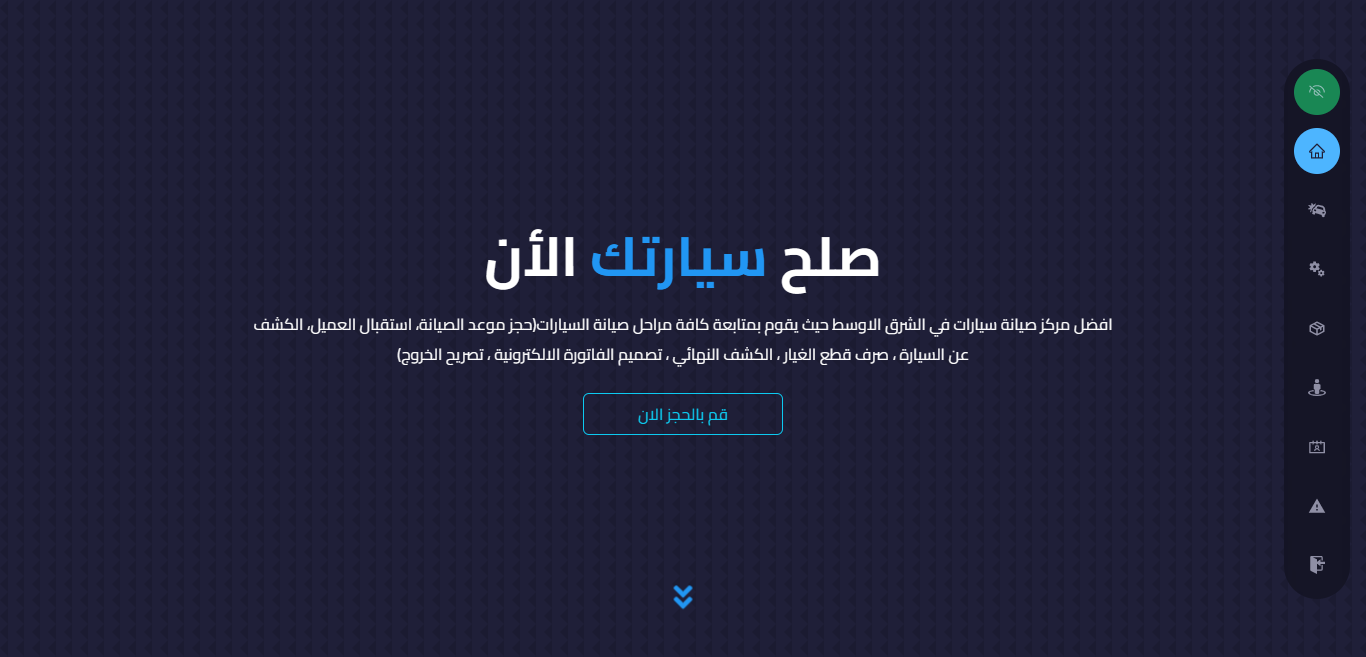 صلح سيارتك الأن
افضل مركز صيانة سيارات في الشرق الاوسط حيث يقوم بمتابعة كافة مراحل صيانة السيارات(حجز موعد الصيانة، استقبال العميل، الكشف
عن السيارة ، صرف قطع الغيار ، الكشف النهائي ، تصميم الفاتورة الالكترونية ، تصريح الخروج)
قم بالحجز الان